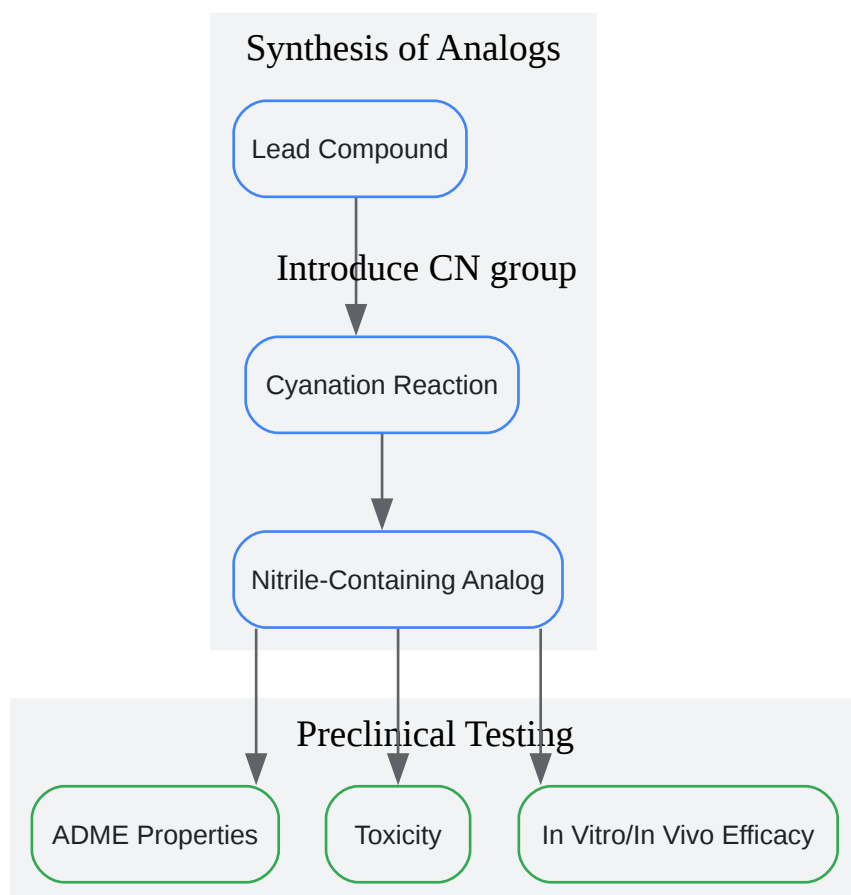 Synthesis of Analogs
Lead Compound
Introduce CN group
Cyanation Reaction
Nitrile-Containing Analog
Preclinical Testing
ADME Properties
Toxicity
In Vitro/In Vivo Efficacy